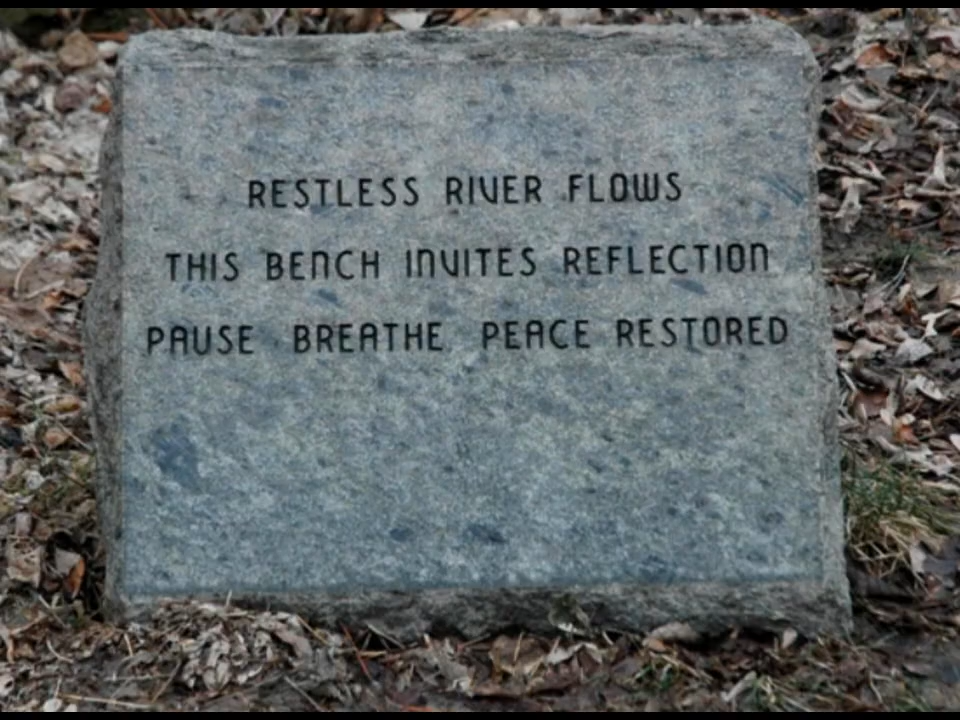 RESTLESS RIVER FLOWS
THIS BENCH INVITES REFLECTION
PAUSE BREATHE PEACE RESTORED